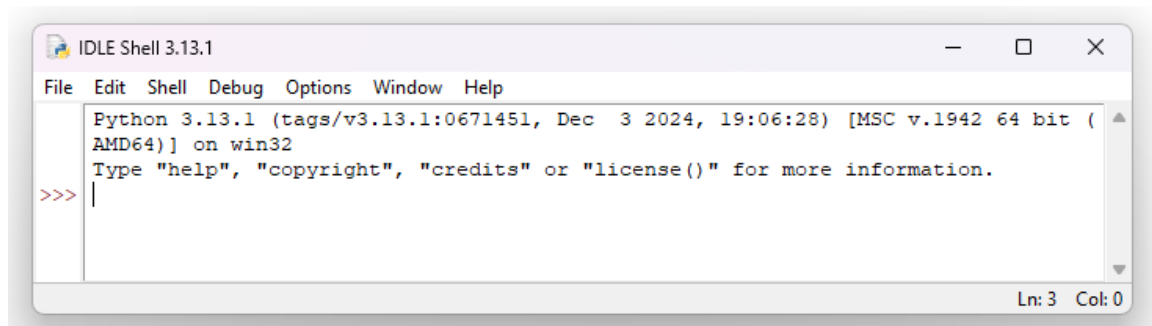 IDLE Shell 3.13.1
File Edit Shell Debug Options Window Help
Python 3.13.1 (tags/v3.13.1:0671451, Dec  3 2024, 19:06:28) [MSC v.1942 64 bit (
AMD64)] on win32
Type "help", "copyright", "credits" or "license()" for more information.
>>>
Ln: 3 Col: 0